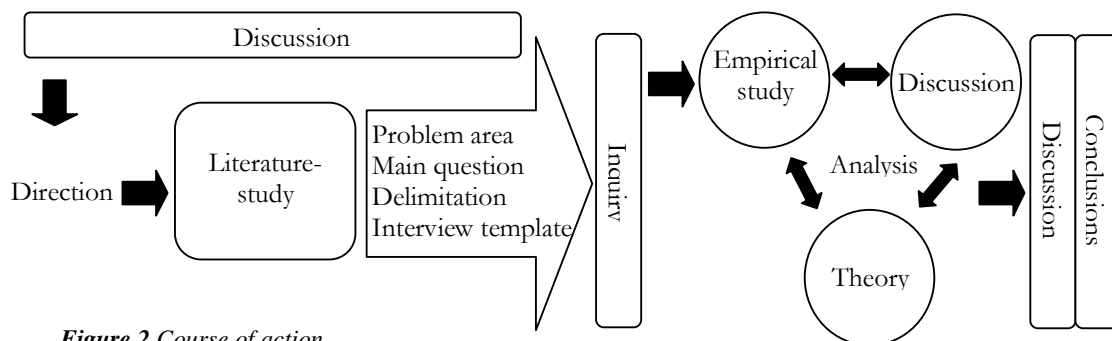 Discussion
Direction
Literature-
study
Problem area
Main question
Delimitation
Interview template
Inquiry
Empirical
study
Discussion
Analysis
Theory
Discussion
Conclusions
Figure 2 Course of action